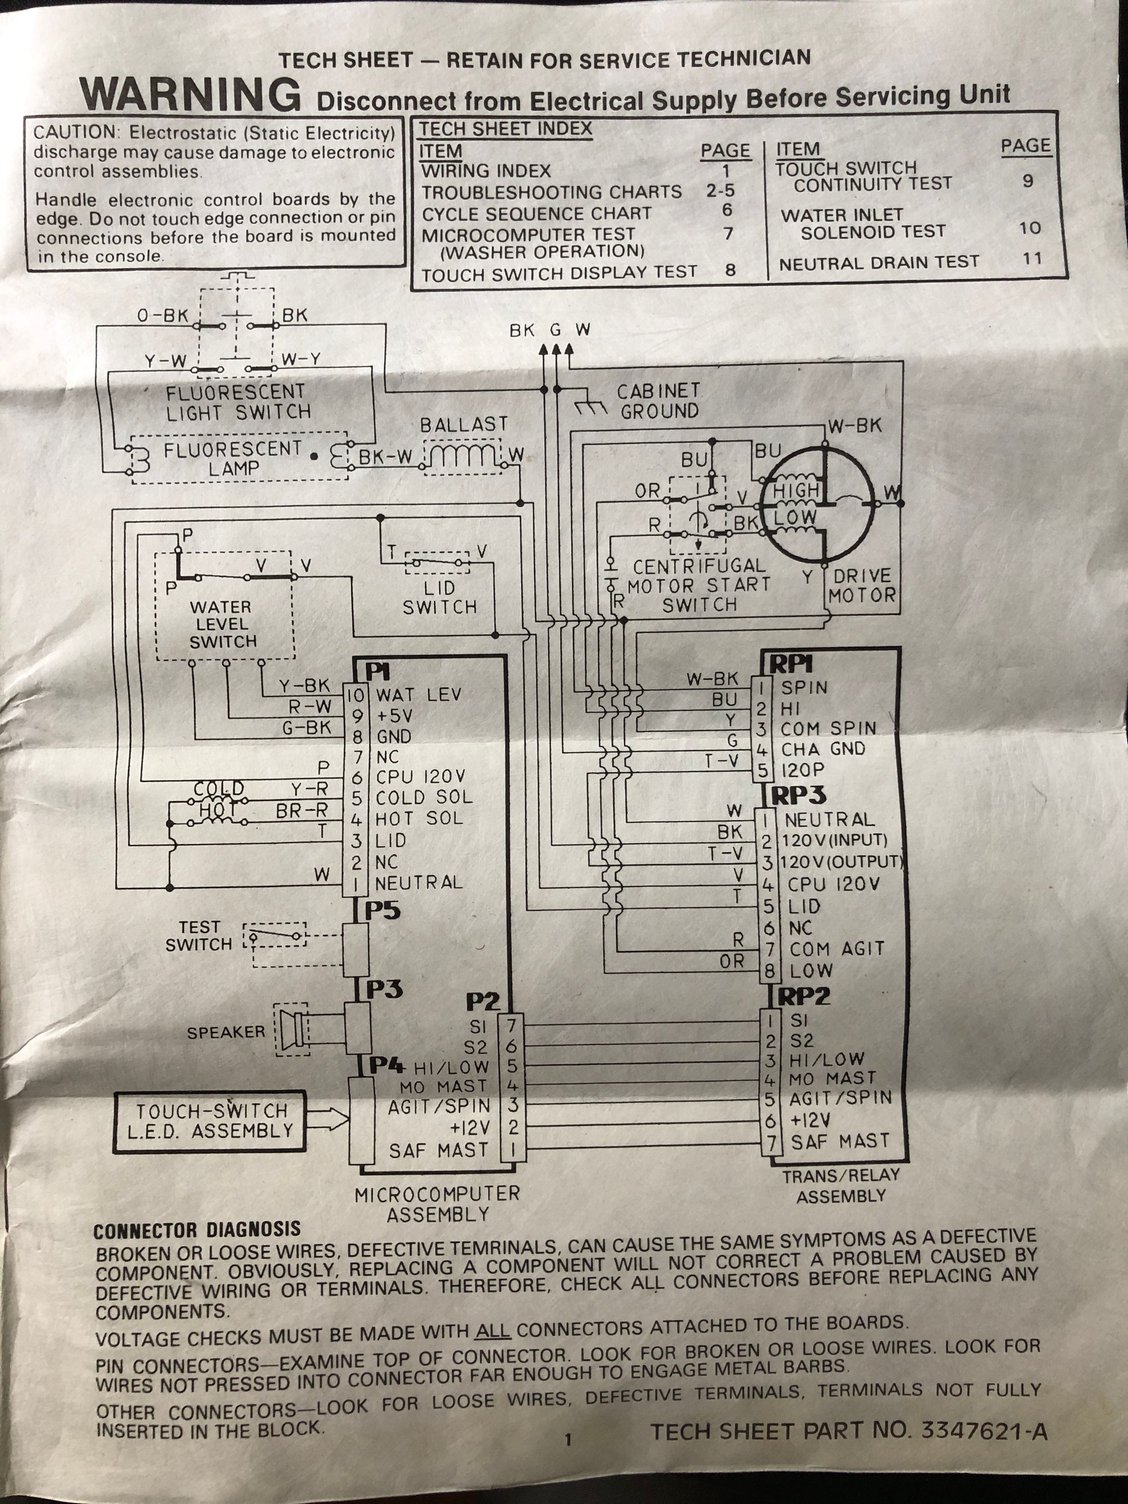 TECH SHEET — RETAIN FOR SERVICE TECHNICIAN
WARNING Disconnect from Electrical Supply Before Servicing Unit
CAUTION: Electrostatic (Static Electricity)
discharge may cause damage to electronic
control assemblies.
Handle electronic control boards by the
edge. Do not touch edge connection or pin
connections before the board is mounted
in the console.
TECH SHEET INDEX
ITEM PAGE
WIRING INDEX 1
TROUBLESHOOTING CHARTS 2-5
CYCLE SEQUENCE CHART 6
MICROCOMPUTER TEST 7
(WASHER OPERATION)
TOUCH SWITCH DISPLAY TEST 8
ITEM PAGE
TOUCH SWITCH
CONTINUITY TEST 9
WATER INLET
SOLENOID TEST 10
NEUTRAL DRAIN TEST 11
O-BK BK
Y-W W-Y
FLUORESCENT
LIGHT SWITCH
FLUORESCENT
LAMP
BK-W
BALLAST
W
BK G W
CABINET
GROUND
W-BK
BU BU
OR V HIGH W
R BK LOW
CENTRIFUGAL
MOTOR START
SWITCH
R
Y DRIVE
MOTOR
P
P V V
WATER
LEVEL
SWITCH
T V
LID
SWITCH
P1
Y-BK 10 WAT LEV
R-W 9 +5V
G-BK 8 GND
7 NC
P 6 CPU 120V
COLD Y-R 5 COLD SOL
HOT BR-R 4 HOT SOL
T 3 LID
2 NC
W 1 NEUTRAL
P5
TEST
SWITCH
P3
SPEAKER
P4
TOUCH-SWITCH
L.E.D. ASSEMBLY
P2
S1 7
S2 6
HI/LOW 5
MO MAST 4
AGIT/SPIN 3
+12V 2
SAF MAST 1
MICROCOMPUTER
ASSEMBLY
RP1
W-BK 1 SPIN
BU 2 HI
Y 3 COM SPIN
G 4 CHA GND
T-V 5 120P
RP3
W 1 NEUTRAL
BK 2 120V(INPUT)
T-V 3 120V(OUTPUT)
V 4 CPU 120V
T 5 LID
6 NC
R 7 COM AGIT
OR 8 LOW
RP2
1 S1
2 S2
3 HI/LOW
4 MO MAST
5 AGIT/SPIN
6 +12V
7 SAF MAST
TRANS/RELAY
ASSEMBLY
CONNECTOR DIAGNOSIS
BROKEN OR LOOSE WIRES, DEFECTIVE TEMRINALS, CAN CAUSE THE SAME SYMPTOMS AS A DEFECTIVE
COMPONENT. OBVIOUSLY, REPLACING A COMPONENT WILL NOT CORRECT A PROBLEM CAUSED BY
DEFECTIVE WIRING OR TERMINALS. THEREFORE, CHECK ALL CONNECTORS BEFORE REPLACING ANY
COMPONENTS.
VOLTAGE CHECKS MUST BE MADE WITH ALL CONNECTORS ATTACHED TO THE BOARDS.
PIN CONNECTORS—EXAMINE TOP OF CONNECTOR. LOOK FOR BROKEN OR LOOSE WIRES. LOOK FOR
WIRES NOT PRESSED INTO CONNECTOR FAR ENOUGH TO ENGAGE METAL BARBS.
OTHER CONNECTORS—LOOK FOR LOOSE WIRES, DEFECTIVE TERMINALS, TERMINALS NOT FULLY
INSERTED IN THE BLOCK.
1 TECH SHEET PART NO. 3347621-A